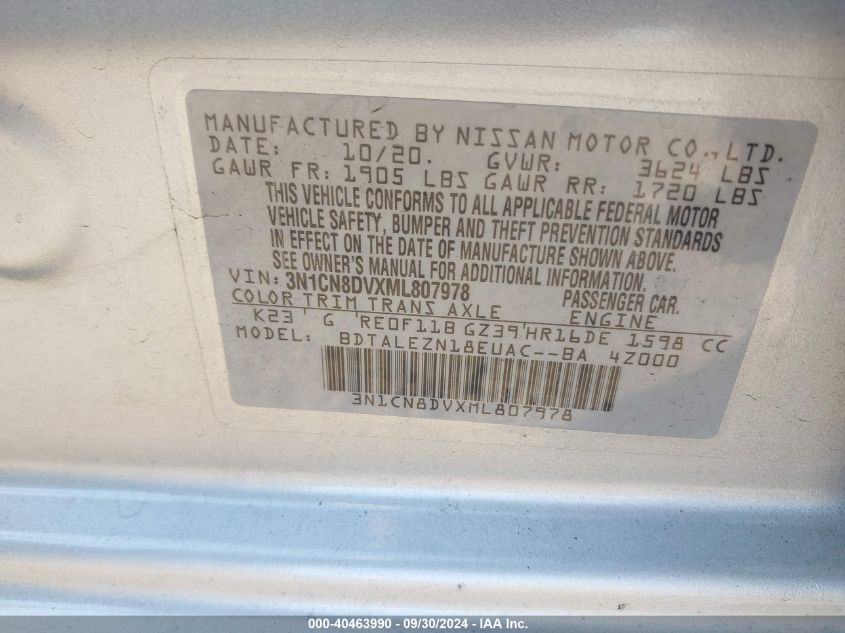 MANUFACTURED BY NISSAN MOTOR CO., LTD.
DATE: 10/20. GVWR: 3624 LBS
GAWR FR: 1905 LBS GAWR RR: 1720 LBS
THIS VEHICLE CONFORMS TO ALL APPLICABLE FEDERAL MOTOR
VEHICLE SAFETY, BUMPER AND THEFT PREVENTION STANDARDS
IN EFFECT ON THE DATE OF MANUFACTURE SHOWN ABOVE.
SEE OWNER'S MANUAL FOR ADDITIONAL INFORMATION.
VIN: 3N1CN8DVXML807978 PASSENGER CAR.
COLOR TRIM TRANS AXLE ENGINE
K23 ' G 'RE0F11B GZ39'HR16DE 1598 CC
MODEL: BDTALEZN18EUAC--BA 4Z000
3N1CN8DVXML807978
000-40463990 - 09/30/2024 - IAA Inc.